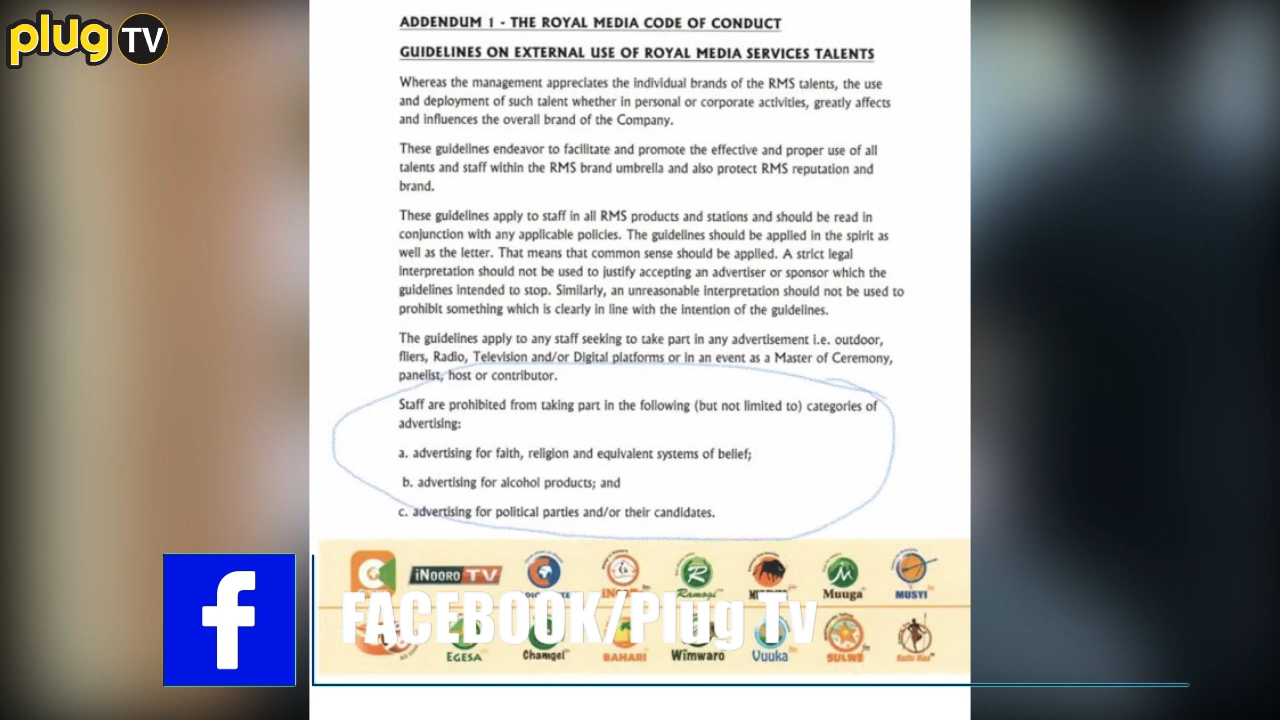 plug TV
ADDENDUM 1 - THE ROYAL MEDIA CODE OF CONDUCT
GUIDELINES ON EXTERNAL USE OF ROYAL MEDIA SERVICES TALENTS
Whereas the management appreciates the individual brands of the RMS talents, the use
and deployment of such talent whether in personal or corporate activities, greatly affects
and influences the overall brand of the Company.
These guidelines endeavor to facilitate and promote the effective and proper use of all
talents and staff within the RMS brand umbrella and also protect RMS reputation and
brand.
These guidelines apply to staff in all RMS products and stations and should be read in
conjunction with any applicable policies. The guidelines should be applied in the spirit as
well as the letter. That means that common sense should be applied. A strict legal
interpretation should not be used to justify accepting an advertiser or sponsor which the
guidelines intended to stop. Similarly, an unreasonable interpretation should not be used to
prohibit something which is clearly in line with the intention of the guidelines.
The guidelines apply to any staff seeking to take part in any advertisement i.e. outdoor,
fliers, Radio, Television and/or Digital platforms or in an event as a Master of Ceremony,
panelist, host or contributor.
Staff are prohibited from taking part in the following (but not limited to) categories of
advertising:
a. advertising for faith, religion and equivalent systems of belief;
b. advertising for alcohol products; and
c. advertising for political parties and/or their candidates.
iNOORO TV
Ramogi
Muuga
MUSYI
f FACEBOOK/Plug Tv
EGESA
Chamgei
BAHARI
Wimwaro
Vuuka
SULWE